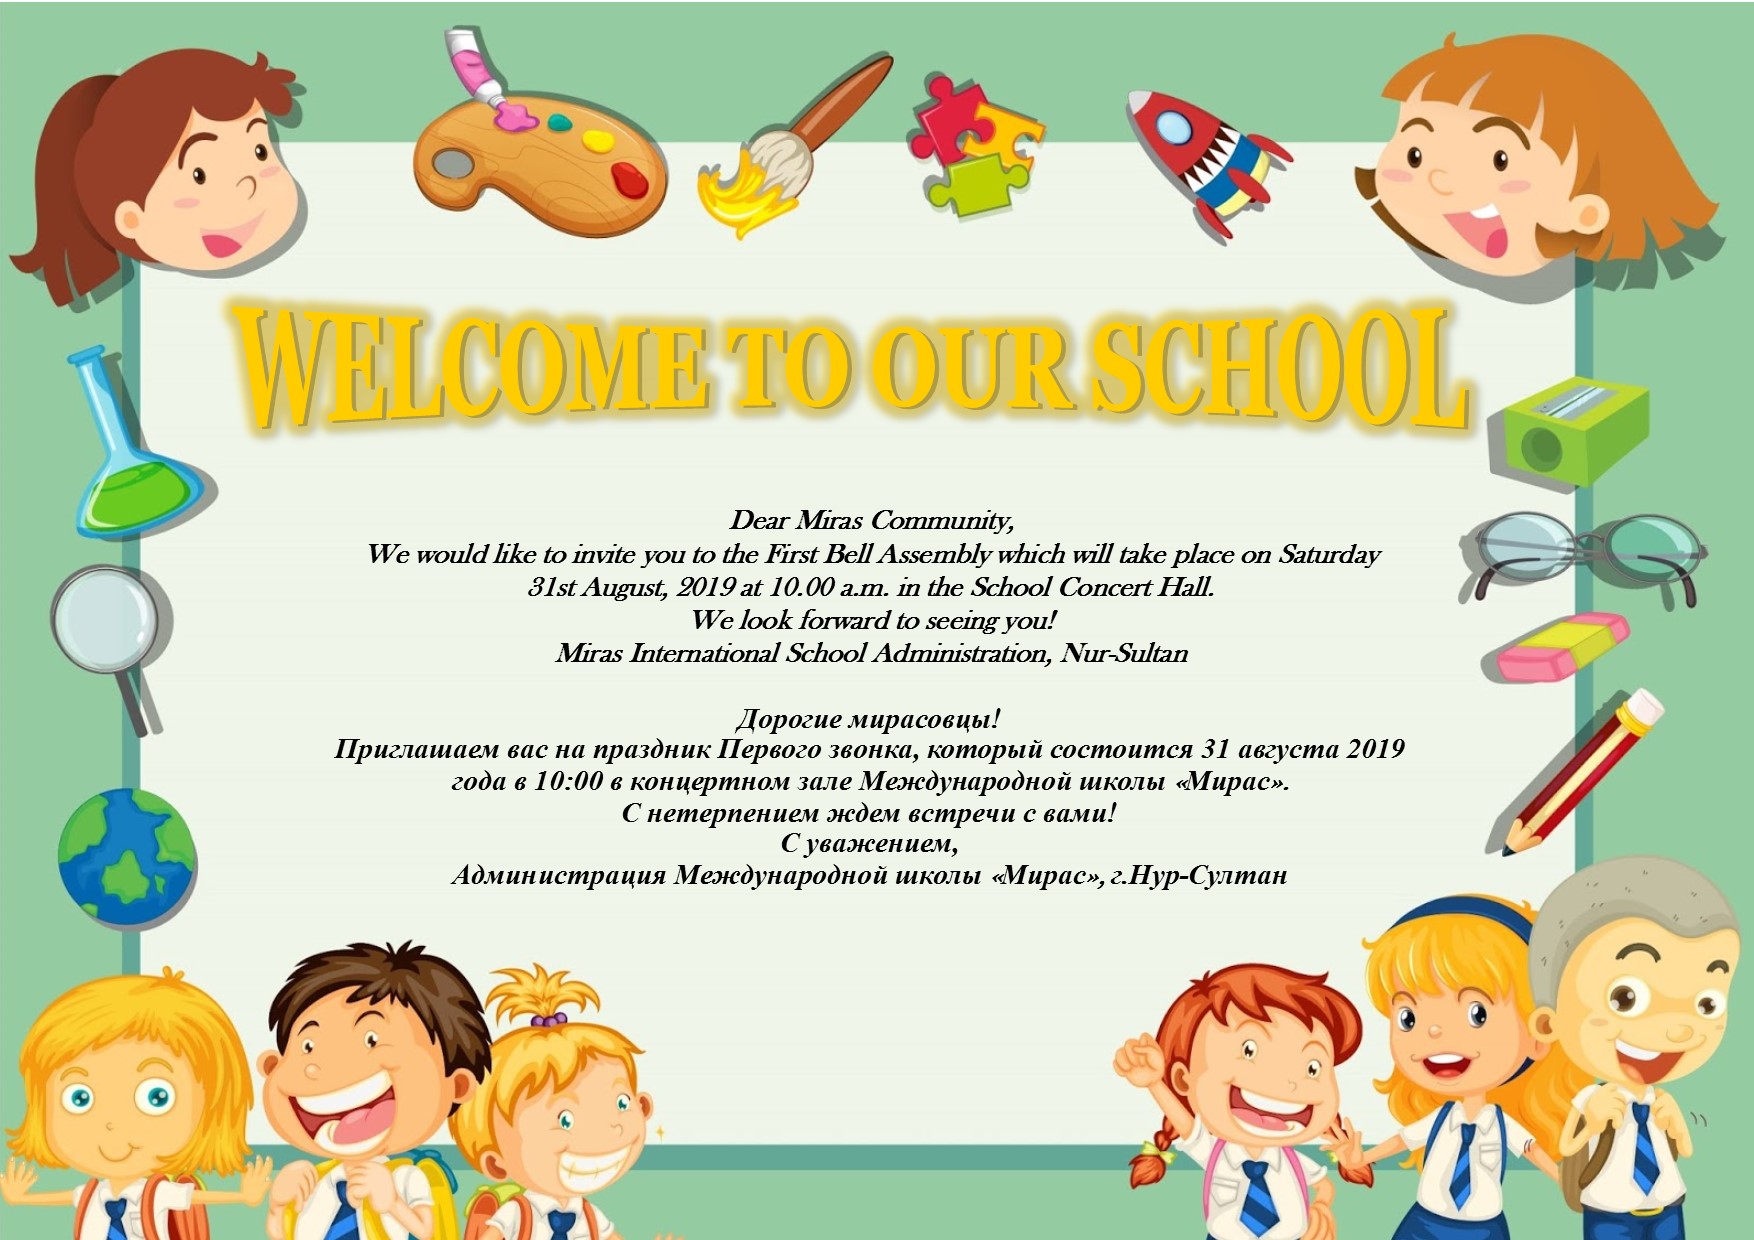 WELCOME TO OUR SCHOOL
Dear Miras Community,
We would like to invite you to the First Bell Assembly which will take place on Saturday
31st August, 2019 at 10.00 a.m. in the School Concert Hall.
We look forward to seeing you!
Miras International School Administration, Nur-Sultan
Дорогие мирасовцы!
Приглашаем вас на праздник Первого звонка, который состоится 31 августа 2019
года в 10:00 в концертном зале Международной школы «Мирас».
С нетерпением ждем встречи с вами!
С уважением,
Администрация Международной школы «Мирас», г.Нур-Султан